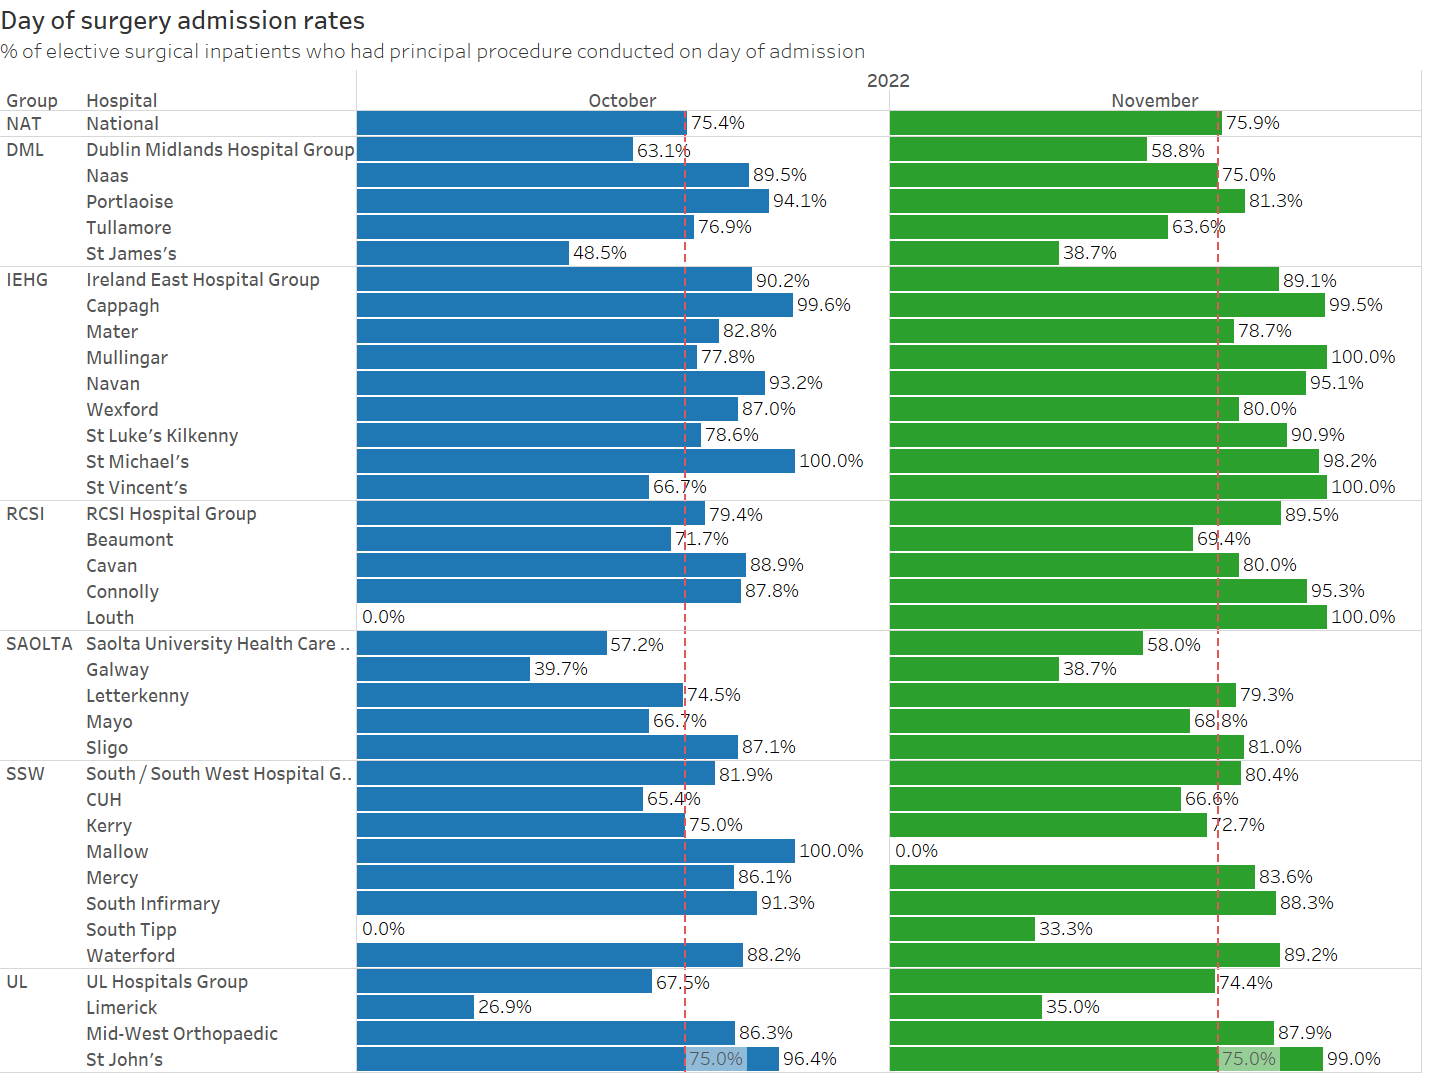 Day of surgery admission rates
% of elective surgical inpatients who had principal procedure conducted on day of admission
2022
Group Hospital October November
NAT National 75.4% 75.9%
DML Dublin Midlands Hospital Group 63.1% 58.8%
Naas 89.5% 75.0%
Portlaoise 94.1% 81.3%
Tullamore 76.9% 63.6%
St James's 48.5% 38.7%
IEHG Ireland East Hospital Group 90.2% 89.1%
Cappagh 99.6% 99.5%
Mater 82.8% 78.7%
Mullingar 77.8% 100.0%
Navan 93.2% 95.1%
Wexford 87.0% 80.0%
St Luke's Kilkenny 78.6% 90.9%
St Michael's 100.0% 98.2%
St Vincent's 66.7% 100.0%
RCSI RCSI Hospital Group 79.4% 89.5%
Beaumont 71.7% 69.4%
Cavan 88.9% 80.0%
Connolly 87.8% 95.3%
Louth 0.0% 100.0%
SAOLTA Saolta University Health Care .. 57.2% 58.0%
Galway 39.7% 38.7%
Letterkenny 74.5% 79.3%
Mayo 66.7% 68.8%
Sligo 87.1% 81.0%
SSW South / South West Hospital G.. 81.9% 80.4%
CUH 65.4% 66.6%
Kerry 75.0% 72.7%
Mallow 100.0% 0.0%
Mercy 86.1% 83.6%
South Infirmary 91.3% 88.3%
South Tipp 0.0% 33.3%
Waterford 88.2% 89.2%
UL UL Hospitals Group 67.5% 74.4%
Limerick 26.9% 35.0%
Mid-West Orthopaedic 86.3% 87.9%
St John's 75.0% 96.4% 75.0% 99.0%